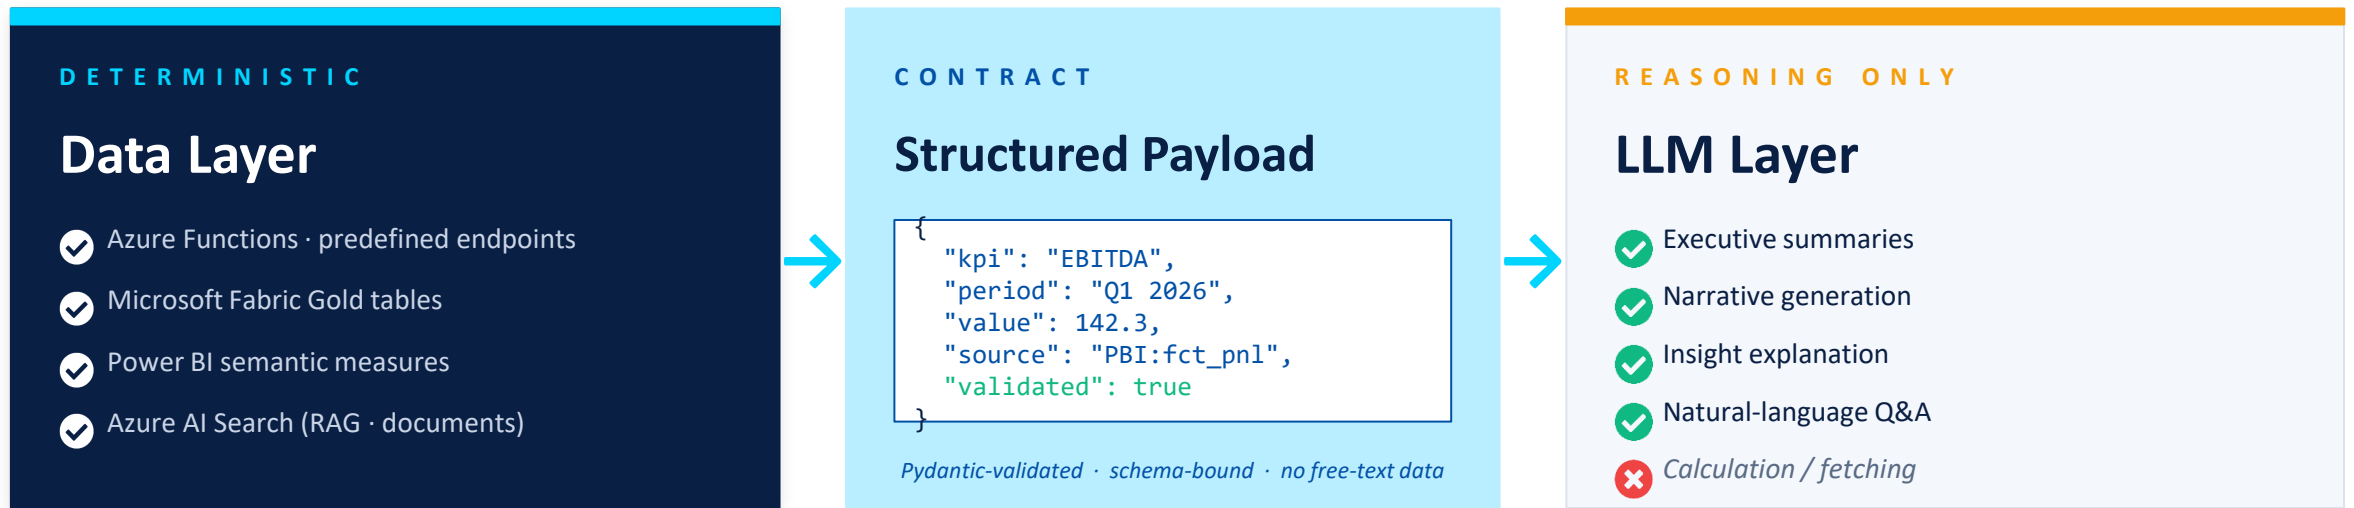 DETERMINISTIC
Data Layer
Azure Functions · predefined endpoints
Microsoft Fabric Gold tables
Power BI semantic measures
Azure AI Search (RAG · documents)
CONTRACT
Structured Payload
{
"kpi": "EBITDA",
"period": "Q1 2026",
"value": 142.3,
"source": "PBI:fct_pnl",
"validated": true
}
Pydantic-validated · schema-bound · no free-text data
REASONING ONLY
LLM Layer
Executive summaries
Narrative generation
Insight explanation
Natural-language Q&A
Calculation / fetching